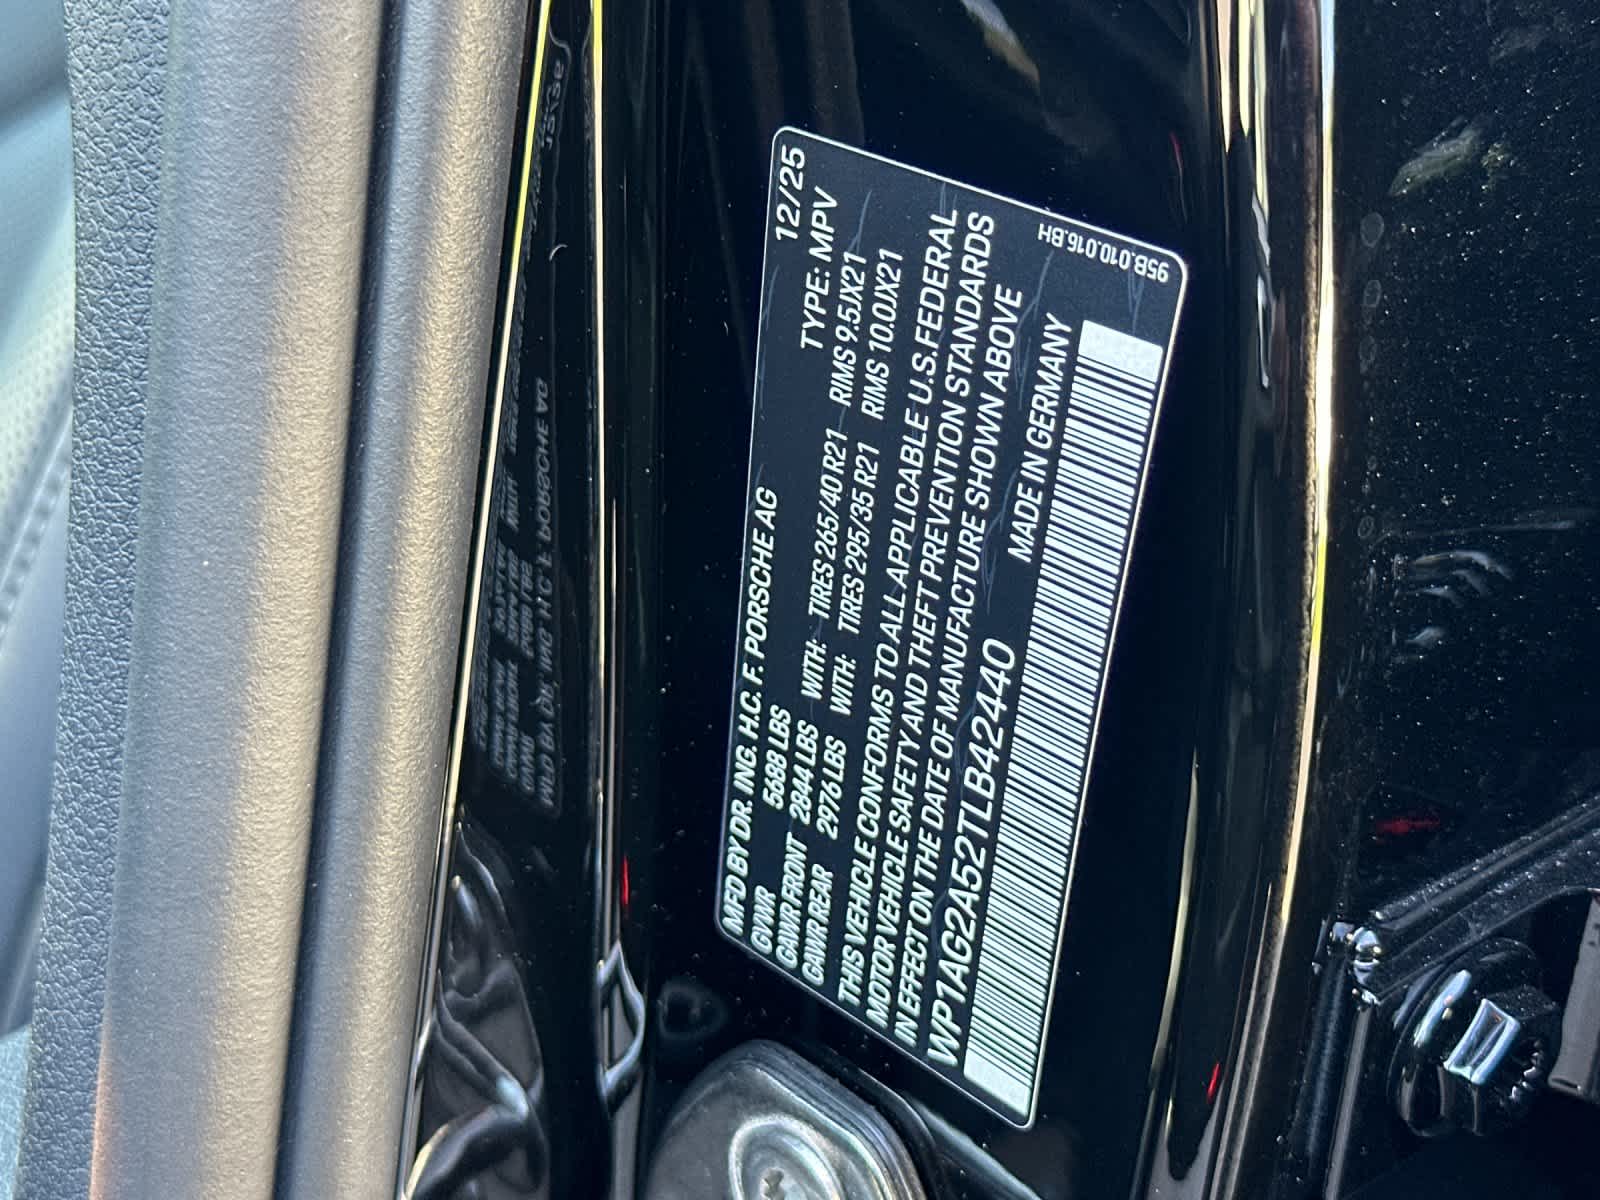 MFD BY DR. ING. H.C. F. PORSCHE AG 12/25
GVWR 5688 LBS TYPE: MPV
GAWR FRONT 2844 LBS WITH: TIRES 265/40 R21 RIMS 9.5JX21
GAWR REAR 2976 LBS WITH: TIRES 295/35 R21 RIMS 10.0JX21
THIS VEHICLE CONFORMS TO ALL APPLICABLE U.S. FEDERAL
MOTOR VEHICLE SAFETY AND THEFT PREVENTION STANDARDS
IN EFFECT ON THE DATE OF MANUFACTURE SHOWN ABOVE
WP1AG2A52TLB42440 MADE IN GERMANY
95B.010.016.BH